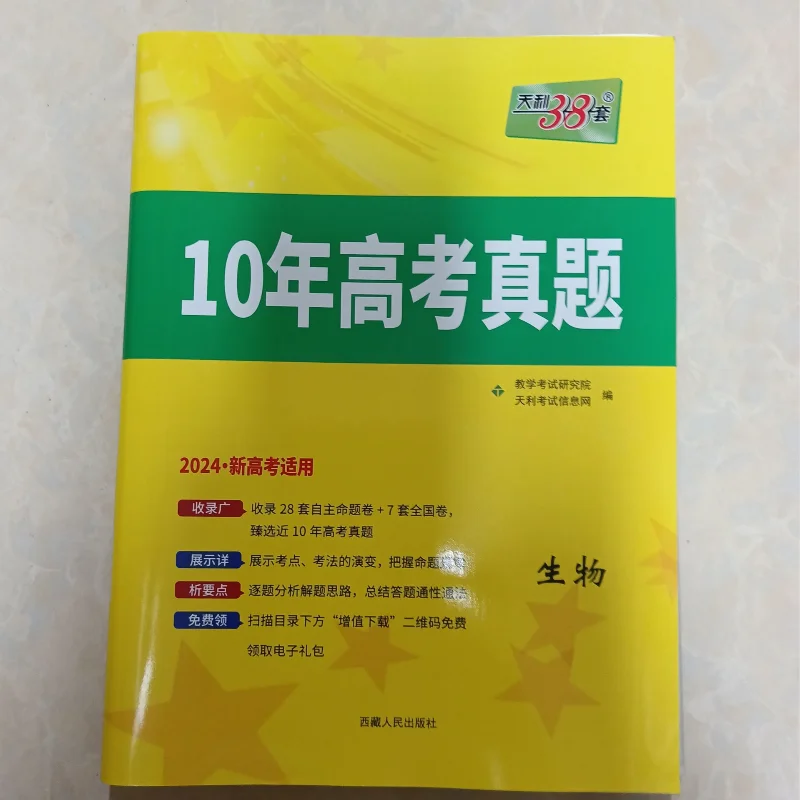 天利38套®
10年高考真题
教学考试研究院
天利考试信息网 编
2024·新高考适用
收录广 收录 28 套自主命题卷 + 7 套全国卷，
臻选近 10 年高考真题
展示详 展示考点、考法的演变，把握命题
析要点 逐题分析解题思路，总结答题通性通法
免费领 扫描目录下方“增值下载”二维码免费
领取电子礼包
生物
西藏人民出版社